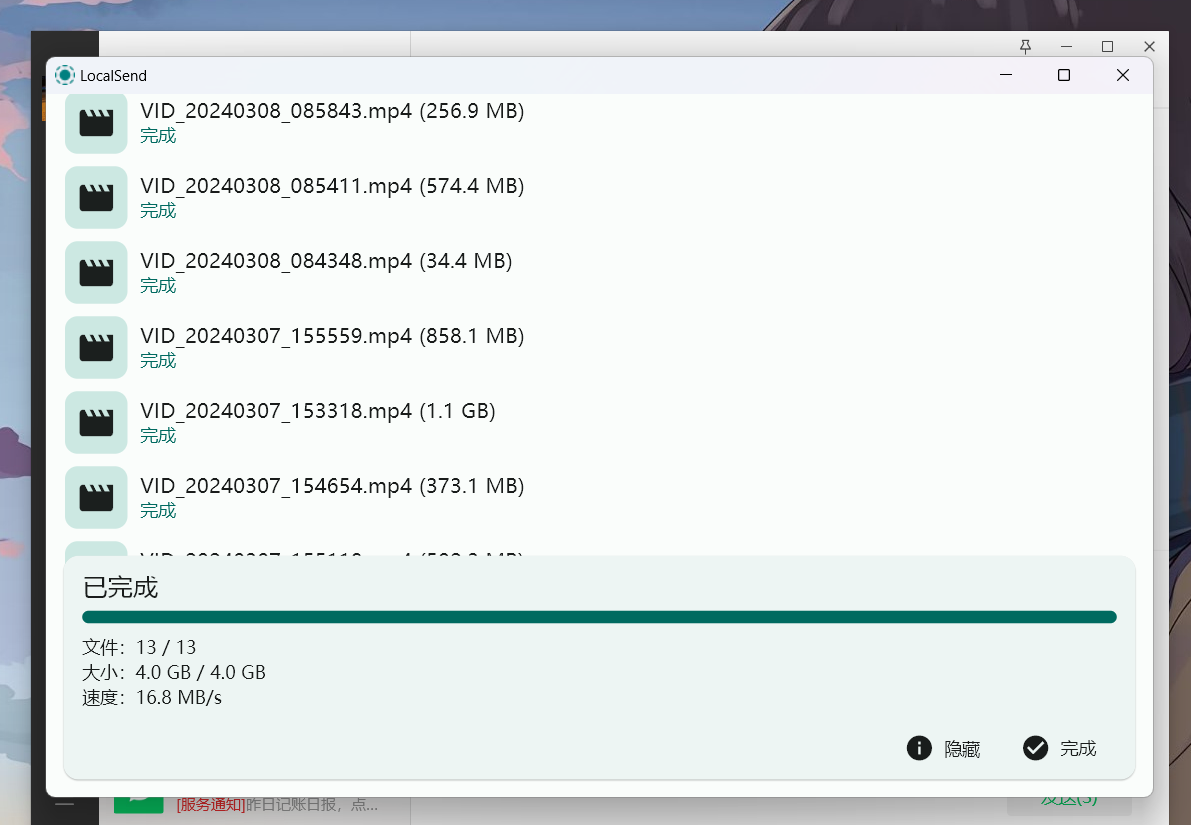 LocalSend
VID_20240308_085843.mp4 (256.9 MB)
完成
VID_20240308_085411.mp4 (574.4 MB)
完成
VID_20240308_084348.mp4 (34.4 MB)
完成
VID_20240307_155559.mp4 (858.1 MB)
完成
VID_20240307_153318.mp4 (1.1 GB)
完成
VID_20240307_154654.mp4 (373.1 MB)
完成
已完成
文件：13 / 13
大小：4.0 GB / 4.0 GB
速度：16.8 MB/s
隐藏
完成
[服务通知]昨日记账日报，点...
发送(S)